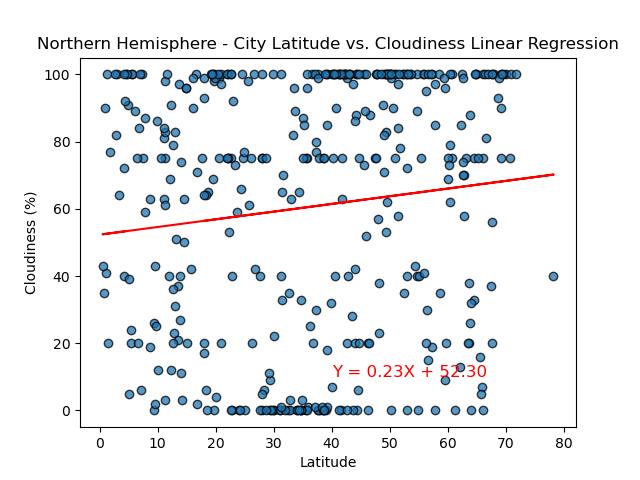 Northern Hemisphere - City Latitude vs. Cloudiness Linear Regression
100
80
60
40
20
0
Cloudiness (%)
Y = 0.23X + 52.30
0 10 20 30 40 50 60 70 80
Latitude